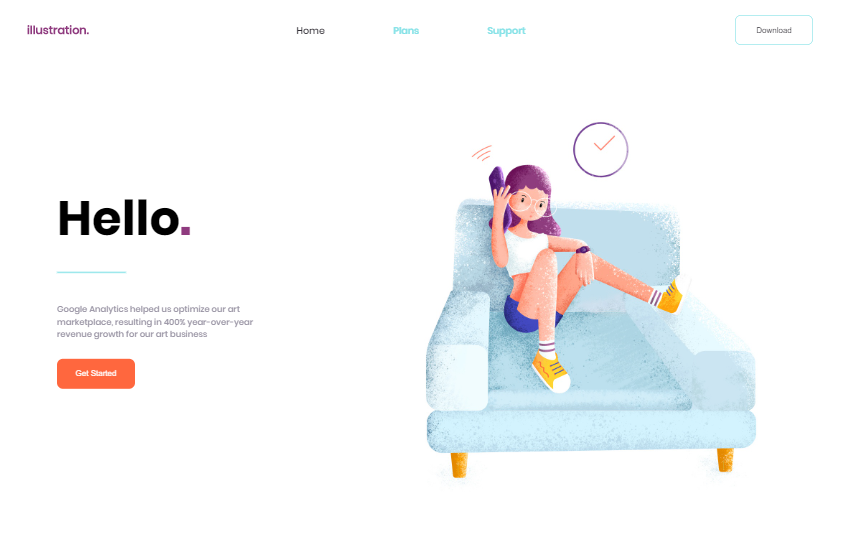 illustration.
Home
Plans
Support
Download
Hello.
Google Analytics helped us optimize our art
marketplace, resulting in 400% year-over-year
revenue growth for our art business
Get Started